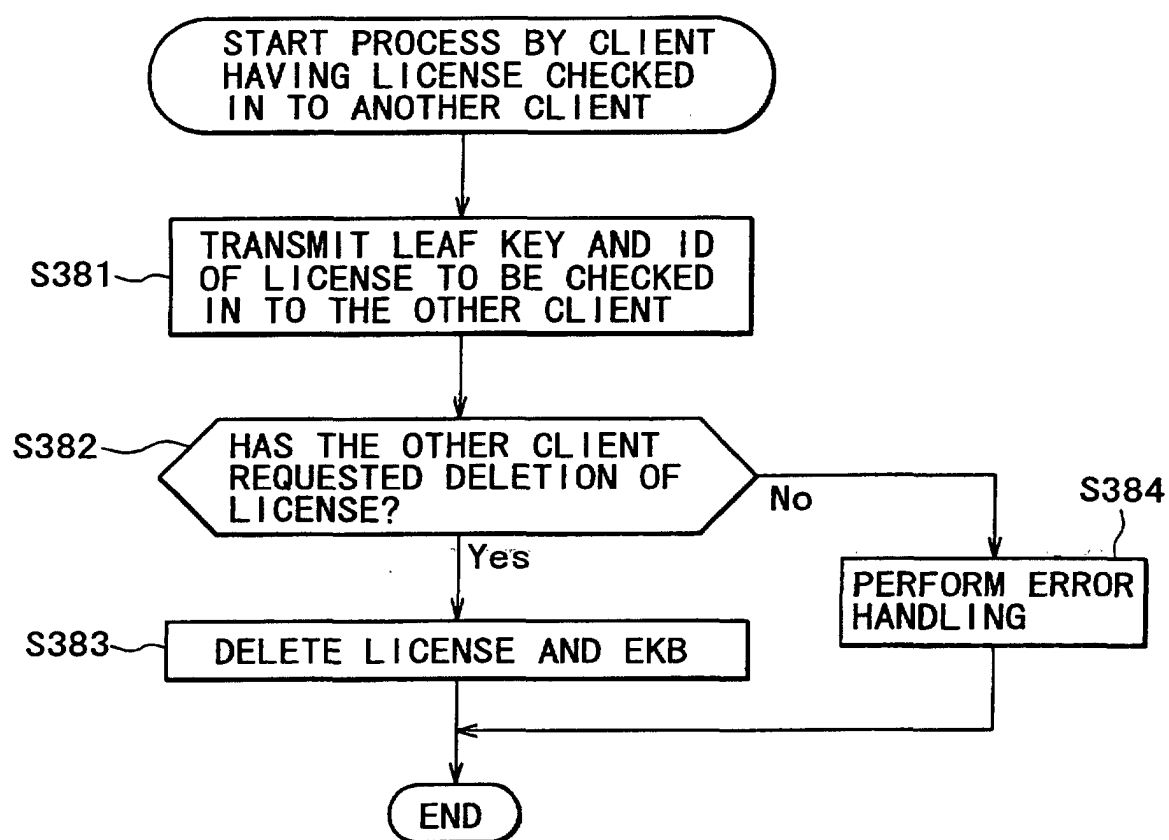 START PROCESS BY CLIENT
HAVING LICENSE CHECKED
IN TO ANOTHER CLIENT
S381
TRANSMIT LEAF KEY AND ID
OF LICENSE TO BE CHECKED
IN TO THE OTHER CLIENT
S382
HAS THE OTHER CLIENT
REQUESTED DELETION OF
LICENSE?
No
S384
Yes
PERFORM ERROR
HANDLING
S383
DELETE LICENSE AND EKB
END